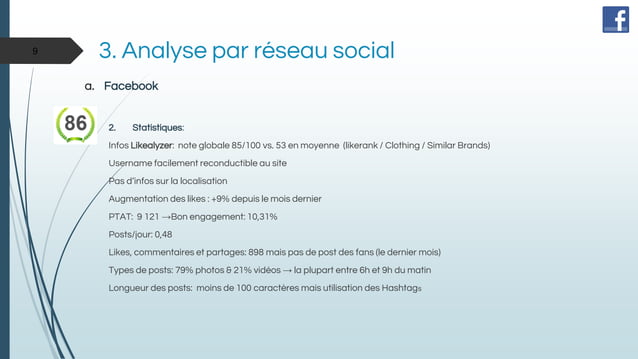 9
3. Analyse par réseau social
a. Facebook
86
2. Statistiques:
Infos Likealyzer: note globale 85/100 vs. 53 en moyenne (likerank / Clothing / Similar Brands)
Username facilement reconductible au site
Pas d'infos sur la localisation
Augmentation des likes : +9% depuis le mois dernier
PTAT: 9 121 →Bon engagement: 10,31%
Posts/jour: 0,48
Likes, commentaires et partages: 898 mais pas de post des fans (le dernier mois)
Types de posts: 79% photos & 21% vidéos → la plupart entre 6h et 9h du matin
Longueur des posts: moins de 100 caractères mais utilisation des Hashtags